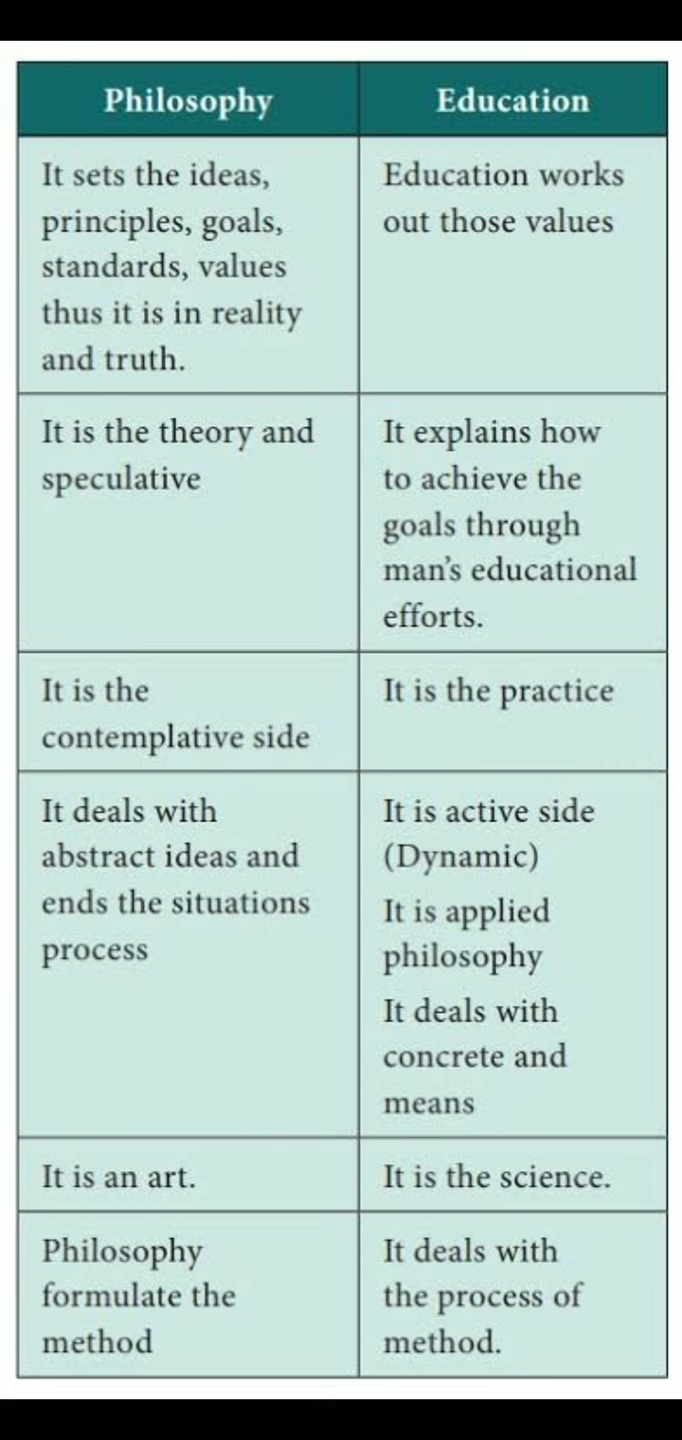 Philosophy
Education
It sets the ideas,
principles, goals,
standards, values
thus it is in reality
and truth.
Education works
out those values
It is the theory and
speculative
It explains how
to achieve the
goals through
man's educational
efforts.
It is the
contemplative side
It is the practice
It deals with
abstract ideas and
ends the situations
process
It is active side
(Dynamic)
It is applied
philosophy
It deals with
concrete and
means
It is an art.
It is the science.
Philosophy
formulate the
method
It deals with
the process of
method.